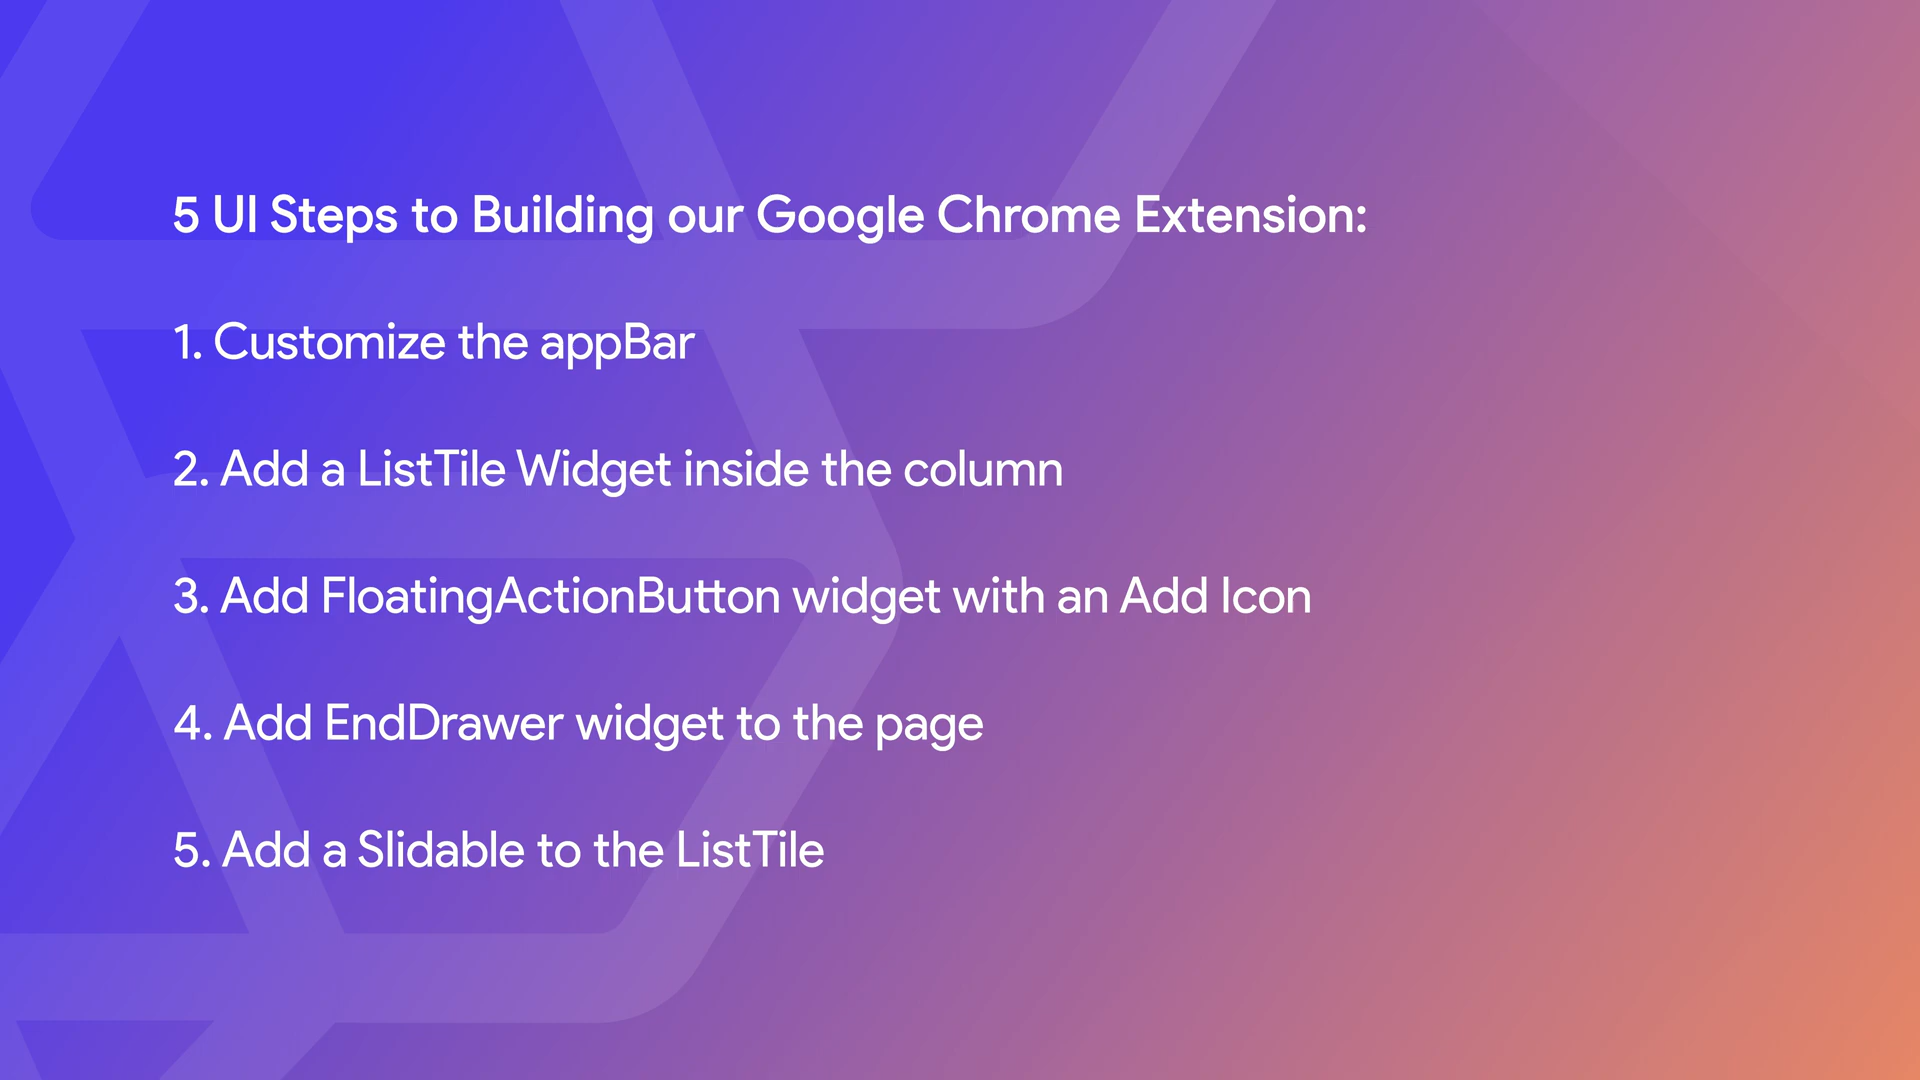 5 UI Steps to Building our Google Chrome Extension:
1. Customize the appBar
2. Add a ListTile Widget inside the column
3. Add FloatingActionButton widget with an Add Icon
4. Add EndDrawer widget to the page
5. Add a Slidable to the ListTile